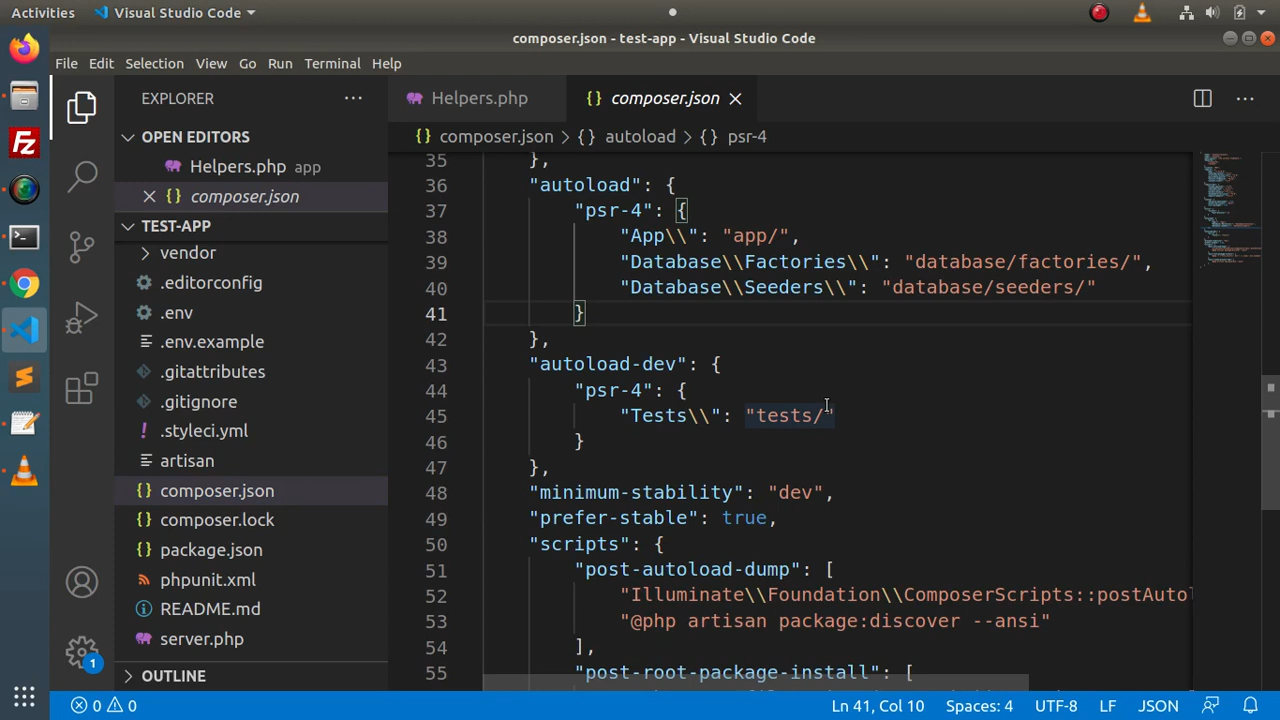 Activities Visual Studio Code
composer.json - test-app - Visual Studio Code
File Edit Selection View Go Run Terminal Help
EXPLORER
OPEN EDITORS
Helpers.php app
composer.json
TEST-APP
vendor
.editorconfig
.env
.env.example
.gitattributes
.gitignore
.styleci.yml
artisan
composer.json
composer.lock
package.json
phpunit.xml
README.md
server.php
OUTLINE
Helpers.php composer.json
composer.json > {} autoload > {} psr-4
35 },
36 "autoload": {
37 "psr-4": {
38 "App\\": "app/",
39 "Database\\Factories\\": "database/factories/",
40 "Database\\Seeders\\": "database/seeders/"
41 }
42 },
43 "autoload-dev": {
44 "psr-4": {
45 "Tests\\": "tests/"
46 }
47 },
48 "minimum-stability": "dev",
49 "prefer-stable": true,
50 "scripts": {
51 "post-autoload-dump": [
52 "Illuminate\\Foundation\\ComposerScripts::postAutol
53 "@php artisan package:discover --ansi"
54 ],
55 "post-root-package-install": [
1
0 0 Ln 41, Col 10 Spaces: 4 UTF-8 LF JSON